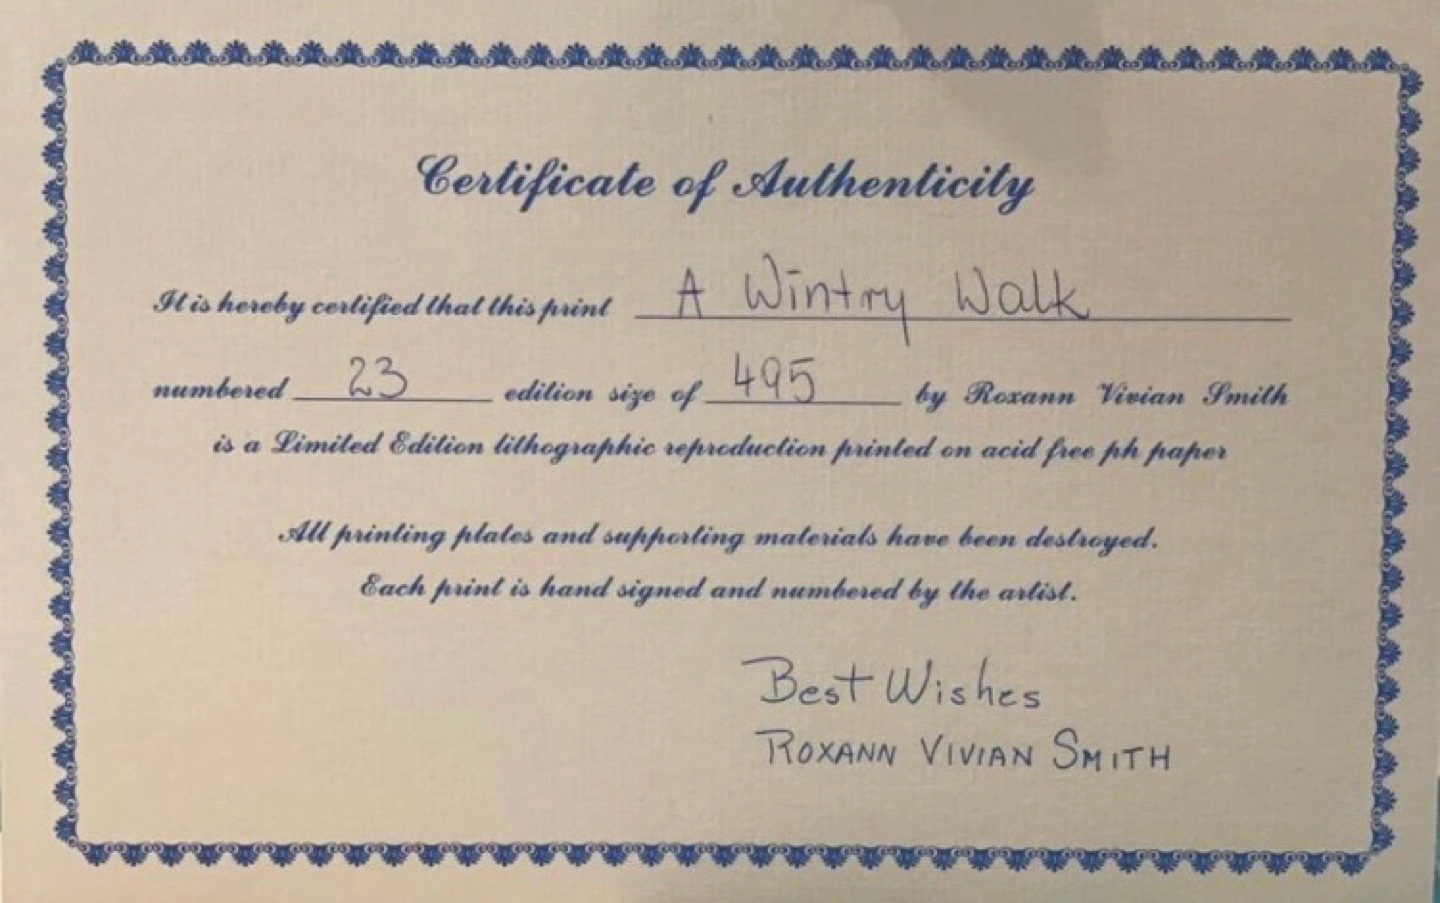 Certificate of Authenticity
It is hereby certified that this print A Wintry Walk
numbered 23 edition size of 495 by Roxann Vivian Smith
is a Limited Edition lithographic reproduction printed on acid free ph paper
All printing plates and supporting materials have been destroyed.
Each print is hand signed and numbered by the artist.
Best Wishes
ROXANN VIVIAN SMITH